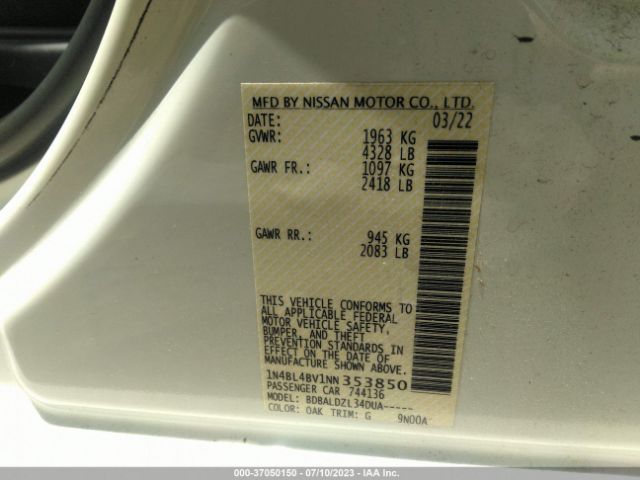 MFD BY NISSAN MOTOR CO., LTD.
DATE: 03/22
GVWR: 1963 KG
4328 LB
GAWR FR.: 1097 KG
2418 LB
GAWR RR.: 945 KG
2083 LB
THIS VEHICLE CONFORMS TO
ALL APPLICABLE FEDERAL
MOTOR VEHICLE SAFETY,
BUMPER, AND THEFT
PREVENTION STANDARDS IN
EFFECT ON THE DATE OF
MANUFACTURE SHOWN ABOVE.
1N4BL4BV1NN353850
PASSENGER CAR 744136
MODEL: BDBALDZL34DUA-----
COLOR: QAK TRIM: G 9N00A
000-37050150 - 07/10/2023 - IAA Inc.